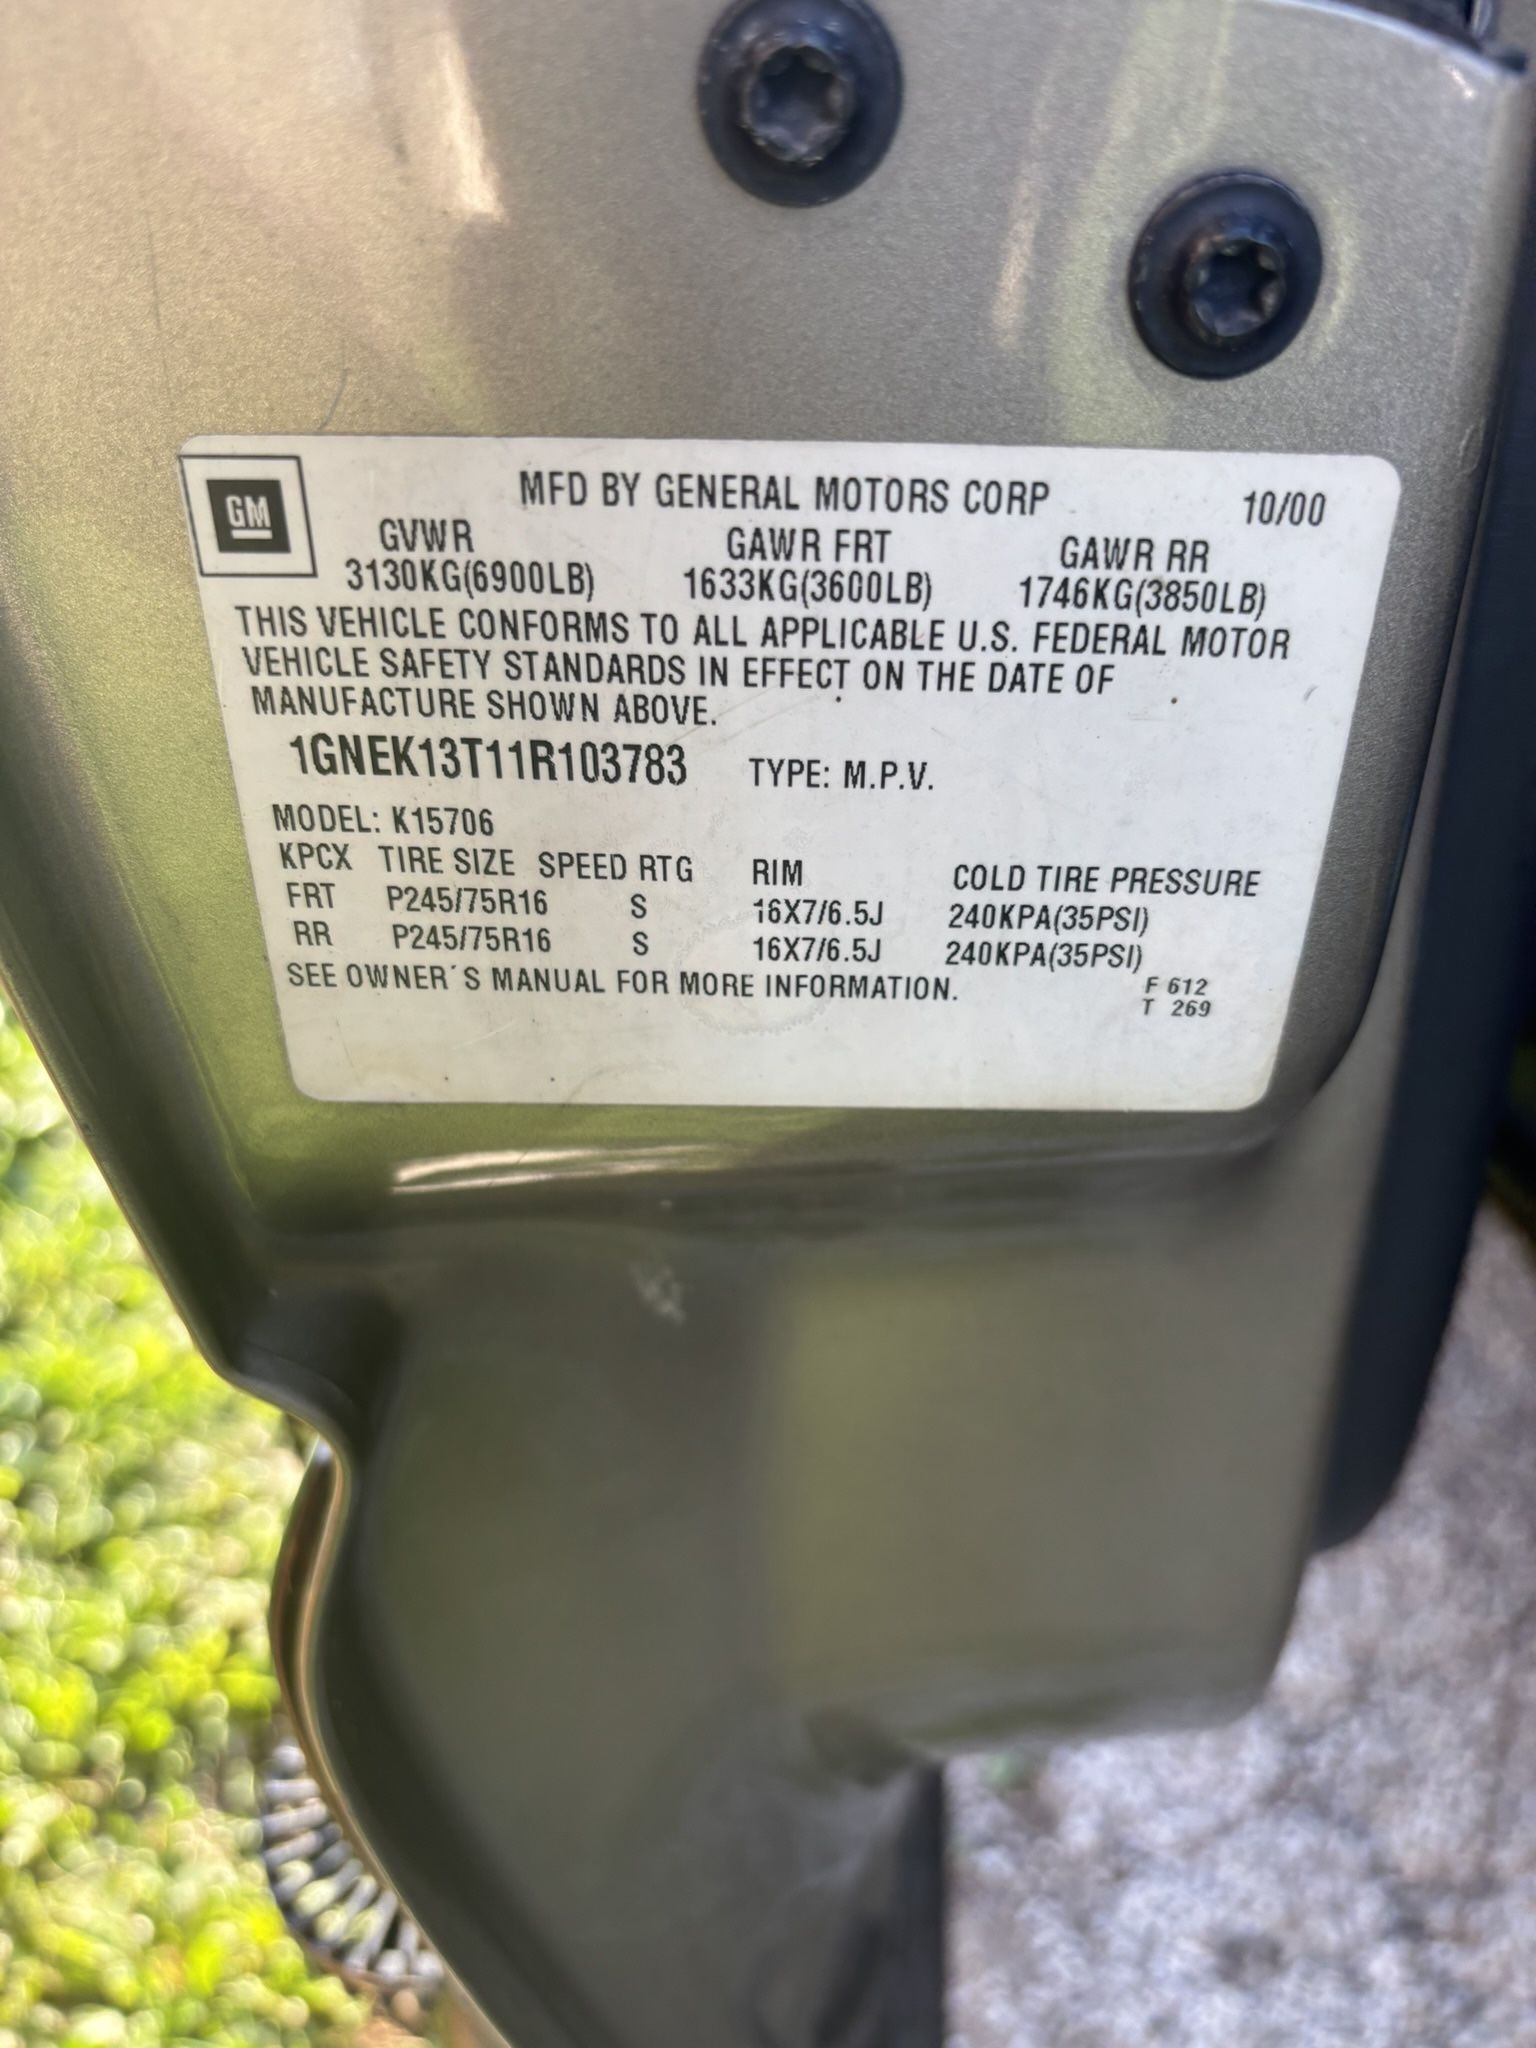 GM
MFD BY GENERAL MOTORS CORP 10/00
GVWR GAWR FRT GAWR RR
3130KG(6900LB) 1633KG(3600LB) 1746KG(3850LB)
THIS VEHICLE CONFORMS TO ALL APPLICABLE U.S. FEDERAL MOTOR
VEHICLE SAFETY STANDARDS IN EFFECT ON THE DATE OF
MANUFACTURE SHOWN ABOVE.
1GNEK13T11R103783 TYPE: M.P.V.
MODEL: K15706
KPCX TIRE SIZE SPEED RTG RIM COLD TIRE PRESSURE
FRT P245/75R16 S 16X7/6.5J 240KPA(35PSI)
RR P245/75R16 S 16X7/6.5J 240KPA(35PSI)
SEE OWNER´S MANUAL FOR MORE INFORMATION. F 612
T 269